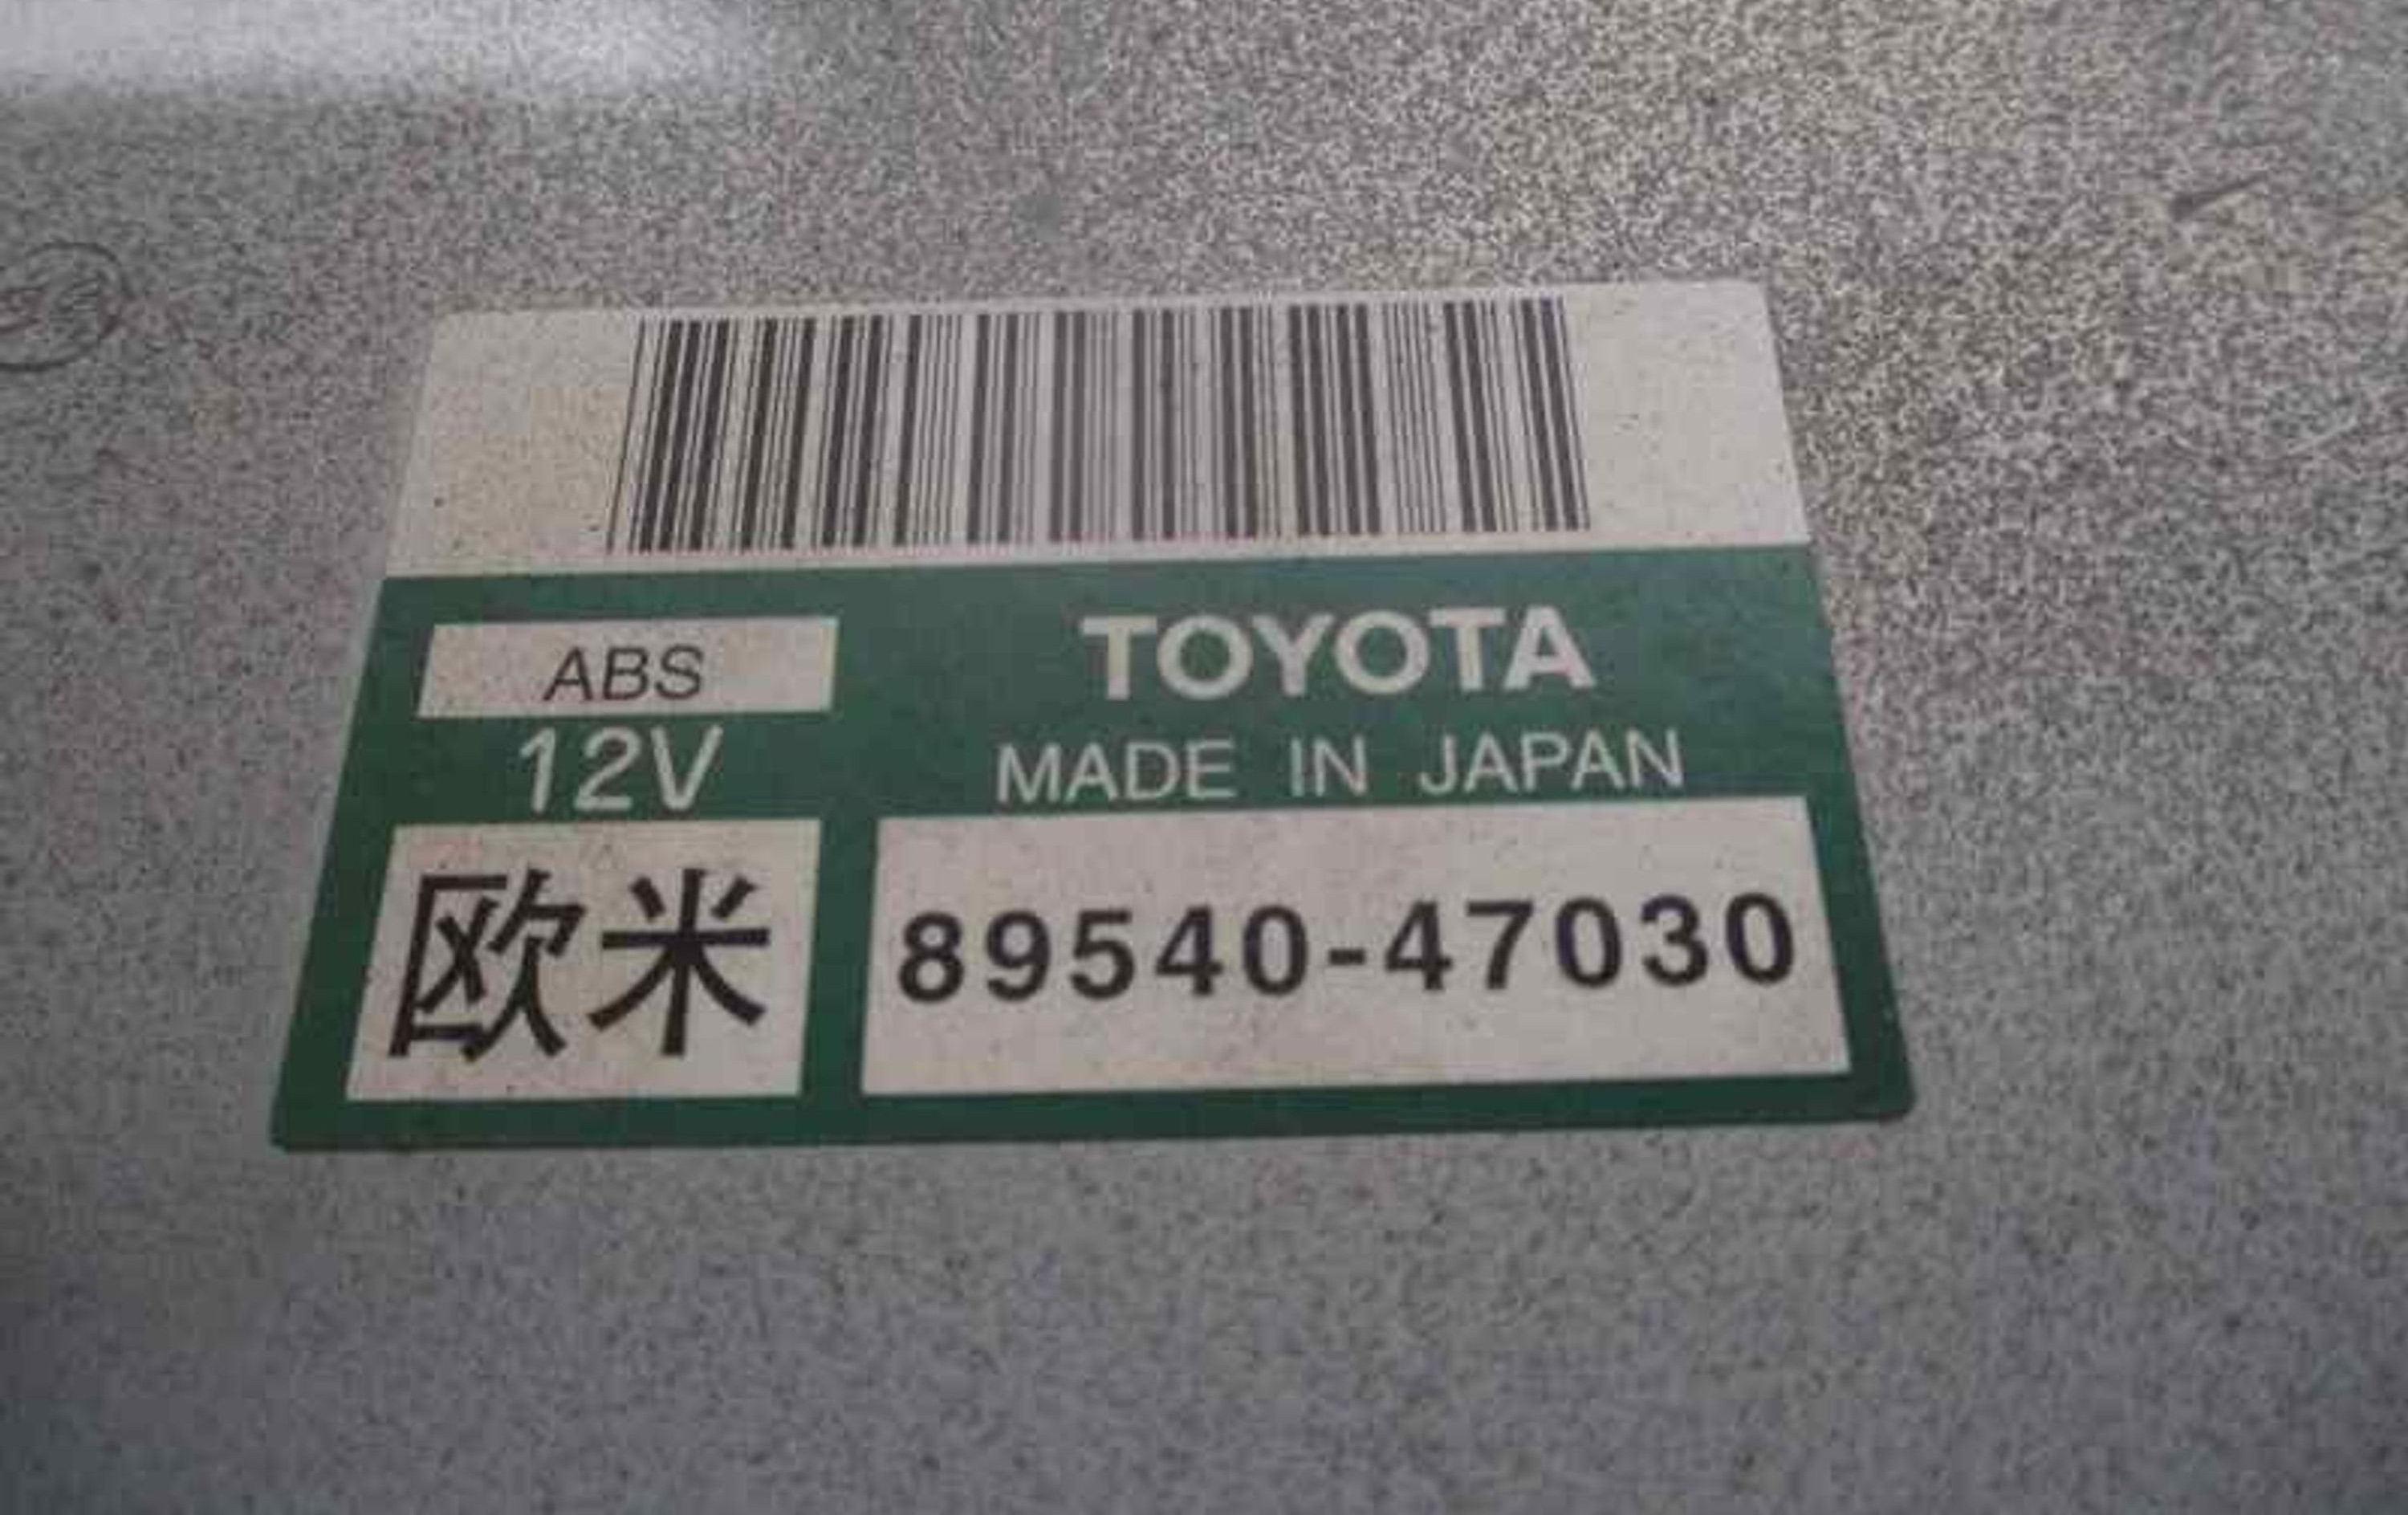 ABS
TOYOTA
12V
MADE IN JAPAN
欧米
89540-47030